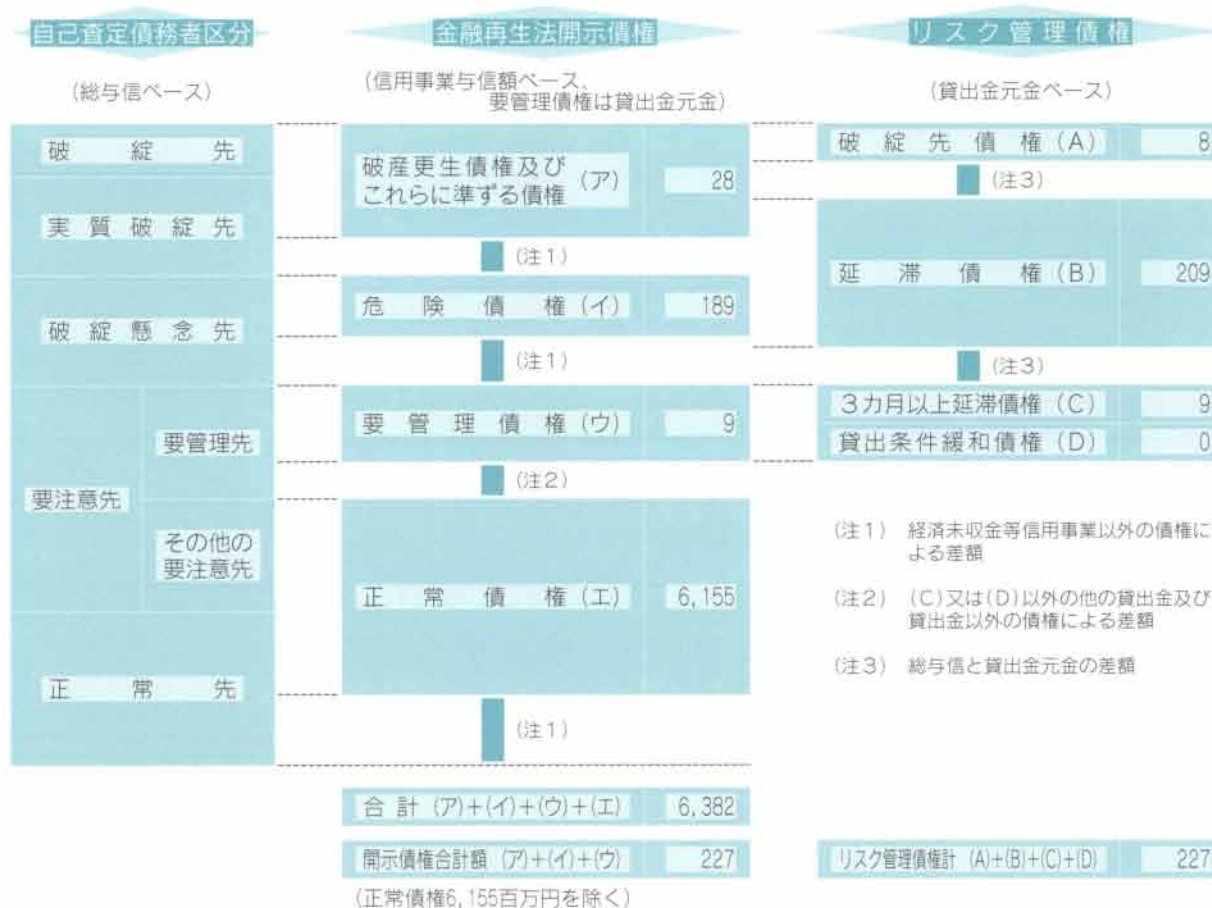 自己査定債務者区分
(総与信ベース)
破綻先
実質破綻先
破綻懸念先
要注意先
要管理先
その他の
要注意先
正常先
金融再生法開示債権
(信用事業与信額ベース、
要管理債権は貸出金元金)
破産更生債権及び
これらに準ずる債権 (ア) 28
(注1)
危険債権 (イ) 189
(注1)
要管理債権 (ウ) 9
(注2)
正常債権 (エ) 6,155
(注1)
合計 (ア)+(イ)+(ウ)+(エ) 6,382
開示債権合計額 (ア)+(イ)+(ウ) 227
(正常債権6,155百万円を除く)
リスク管理債権
(貸出金元金ベース)
破綻先債権 (A) 8
(注3)
延滞債権 (B) 209
(注3)
3カ月以上延滞債権 (C) 9
貸出条件緩和債権 (D) 0
(注1) 経済未収金等信用事業以外の債権に
よる差額
(注2) (C)又は(D)以外の他の貸出金及び
貸出金以外の債権による差額
(注3) 総与信と貸出金元金の差額
リスク管理債権計 (A)+(B)+(C)+(D) 227